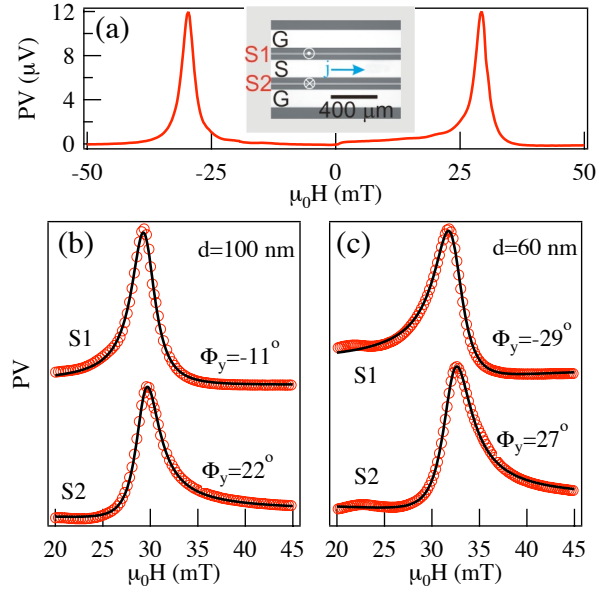 (a)
12
8
4
0
PV (μV)
G
S1
S
j
S2
G
400 μm
-50
-25
0
25
50
μ₀H (mT)
(b)
d=100 nm
S1
Φy=-11°
S2
Φy=22°
PV
20 25 30 35 40 45
μ₀H (mT)
(c)
d=60 nm
S1
Φy=-29°
S2
Φy=27°
20 25 30 35 40 45
μ₀H (mT)